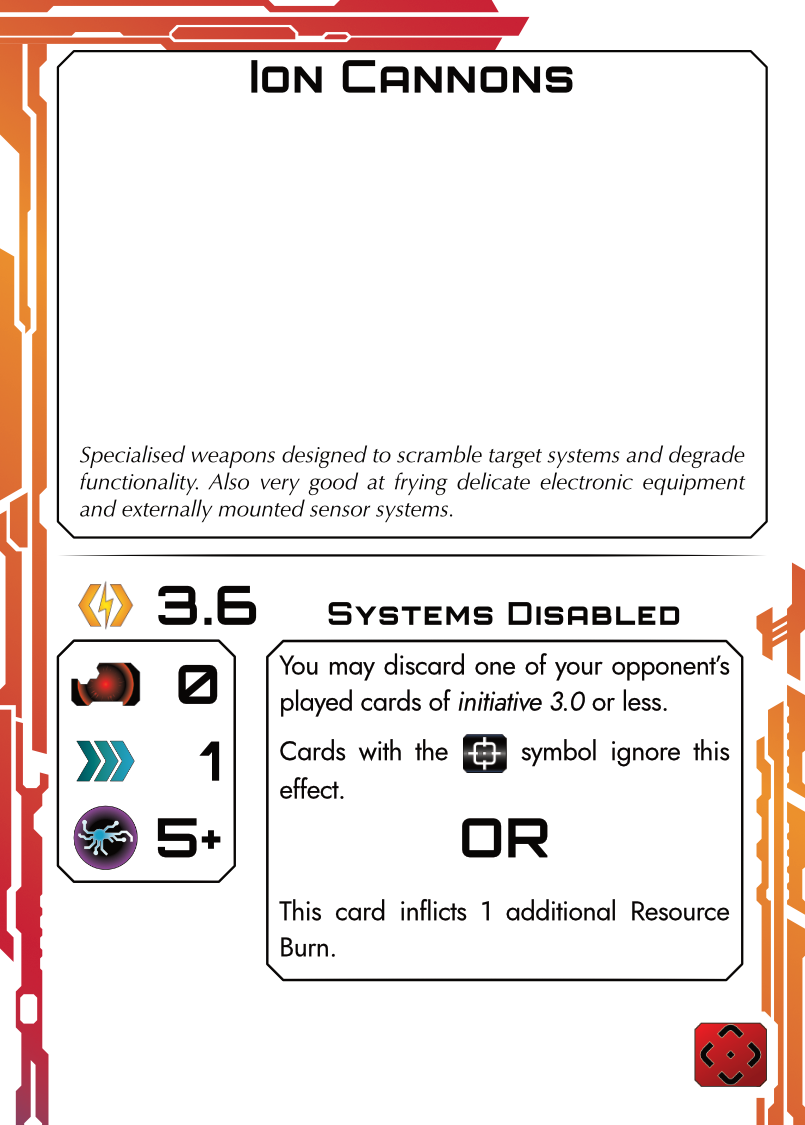 Ion Cannons
Specialised weapons designed to scramble target systems and degrade
functionality. Also very good at frying delicate electronic equipment
and externally mounted sensor systems.
3.6
Systems Disabled
0
1
5+
You may discard one of your opponent's
played cards of initiative 3.0 or less.
Cards with the symbol ignore this
effect.
OR
This card inflicts 1 additional Resource
Burn.